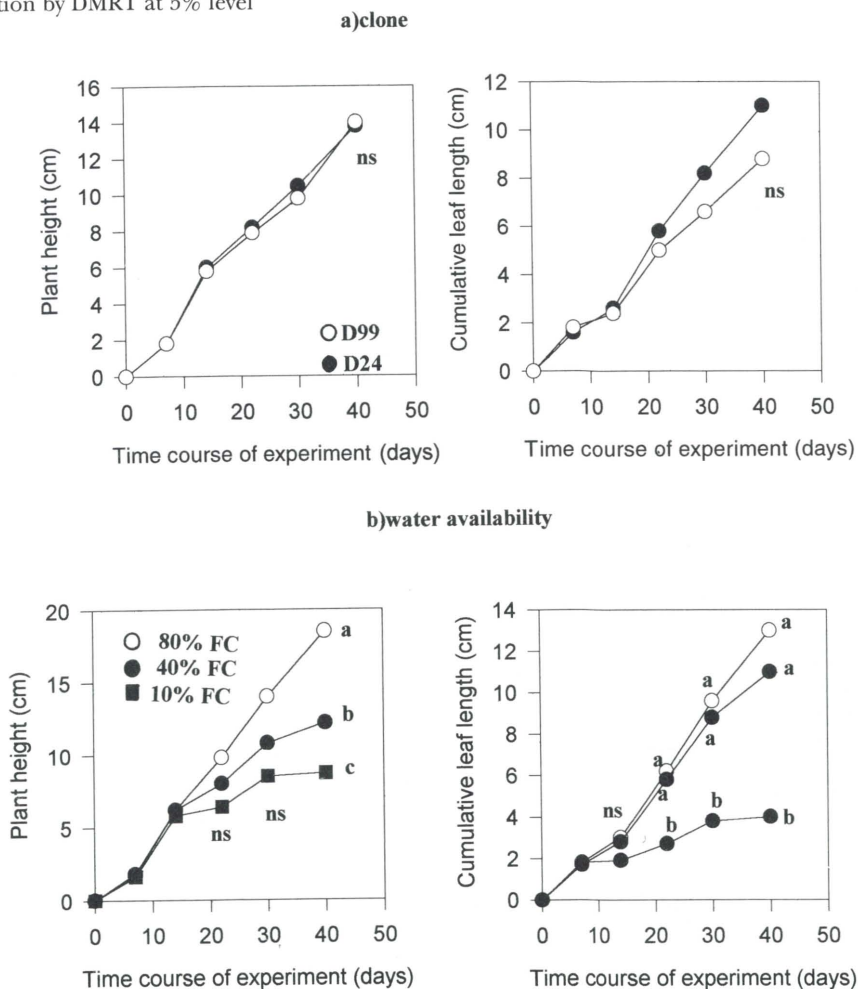 tion by DMRT at 5% level
a)clone
16
14
12
10
8
6
4
2
0
Plant height (cm)
ns
D99
D24
0 10 20 30 40 50
Time course of experiment (days)
12
10
8
6
4
2
0
Cumulative leaf length (cm)
ns
0 10 20 30 40 50
Time course of experiment (days)
b)water availability
20
15
10
5
0
Plant height (cm)
80% FC
40% FC
10% FC
a
b
c
ns
ns
0 10 20 30 40 50
Time course of experiment (days)
14
12
10
8
6
4
2
0
Cumulative leaf length (cm)
a
a
a
a
a
a
ns
b
b
b
0 10 20 30 40 50
Time course of experiment (days)